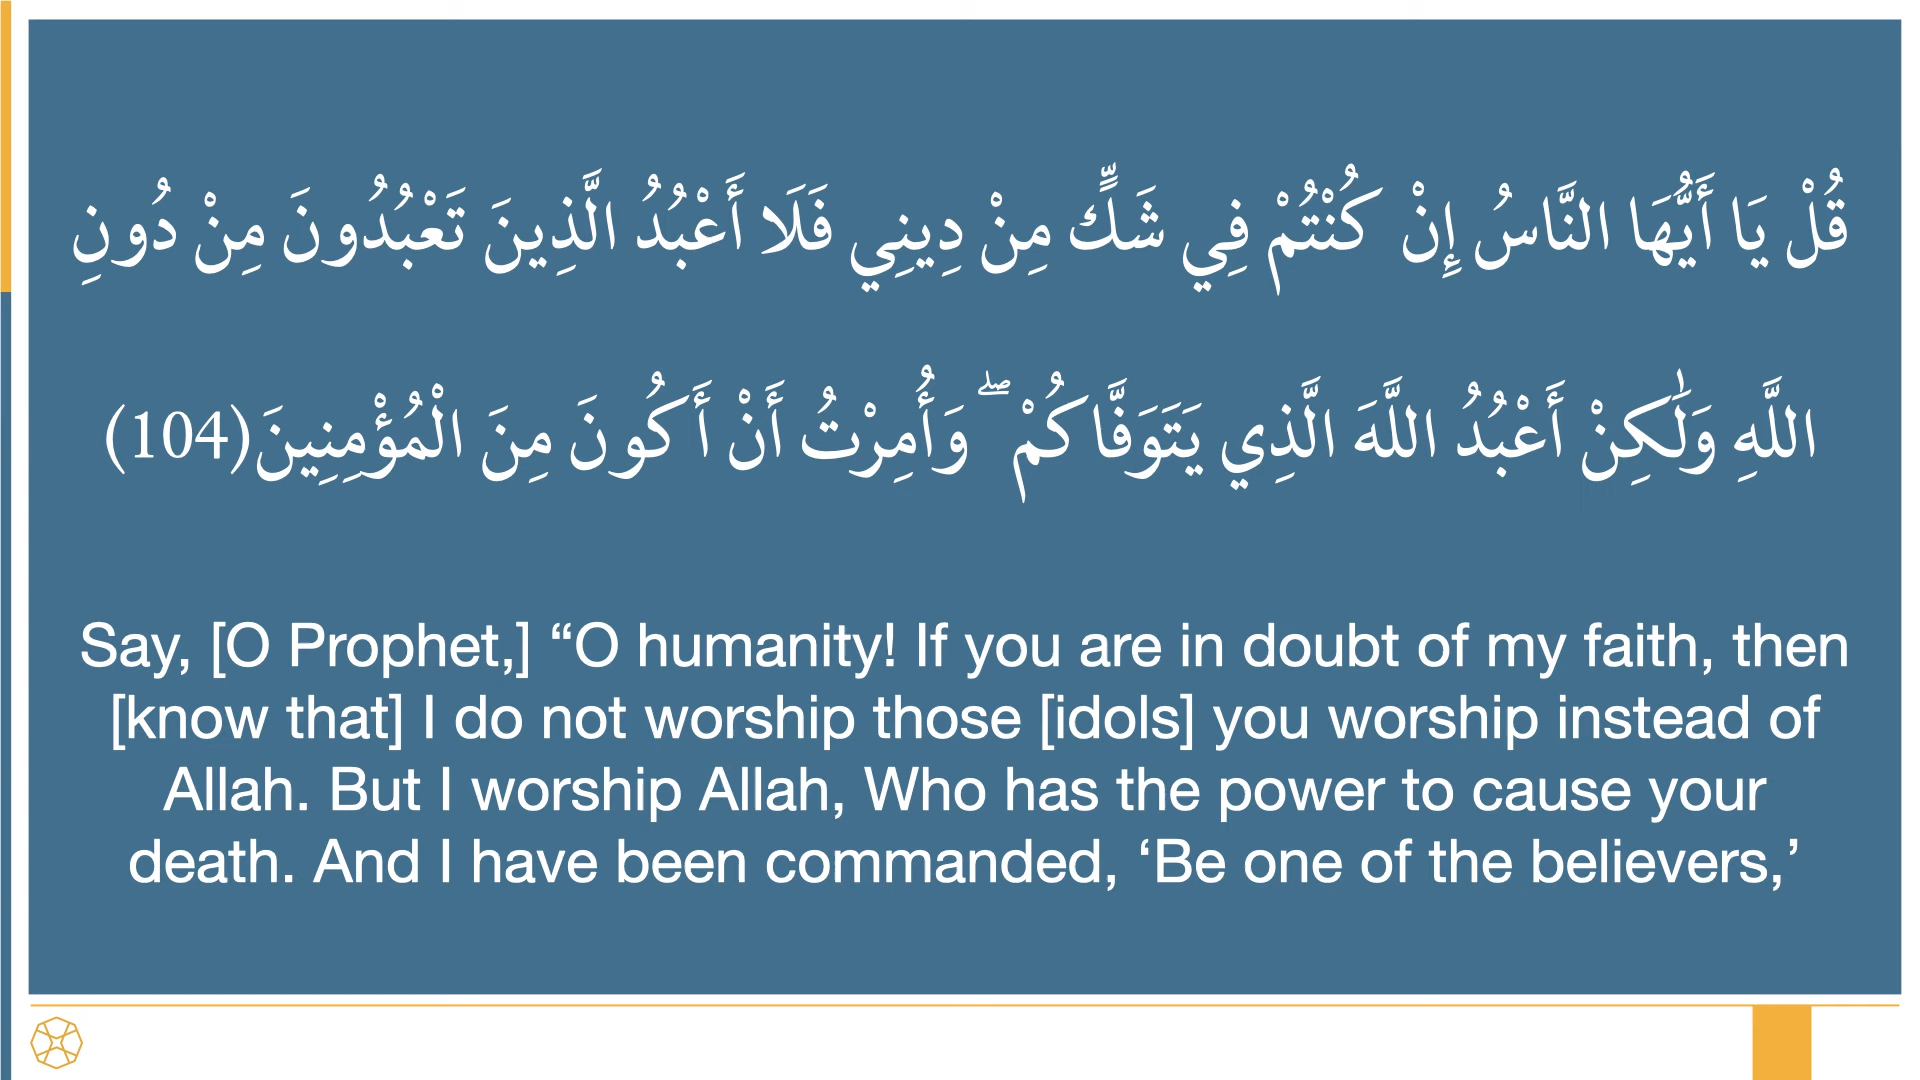 قُلْ يَا أَيُّهَا النَّاسُ إِنْ كُنْتُمْ فِي شَكٍّ مِنْ دِينِي فَلَا أَعْبُدُ الَّذِينَ تَعْبُدُونَ مِنْ دُونِ
اللَّهِ وَلَٰكِنْ أَعْبُدُ اللَّهَ الَّذِي يَتَوَفَّاكُمْ ۖ وَأُمِرْتُ أَنْ أَكُونَ مِنَ الْمُؤْمِنِينَ(104)
Say, [O Prophet,] “O humanity! If you are in doubt of my faith, then
[know that] I do not worship those [idols] you worship instead of
Allah. But I worship Allah, Who has the power to cause your
death. And I have been commanded, ‘Be one of the believers,’